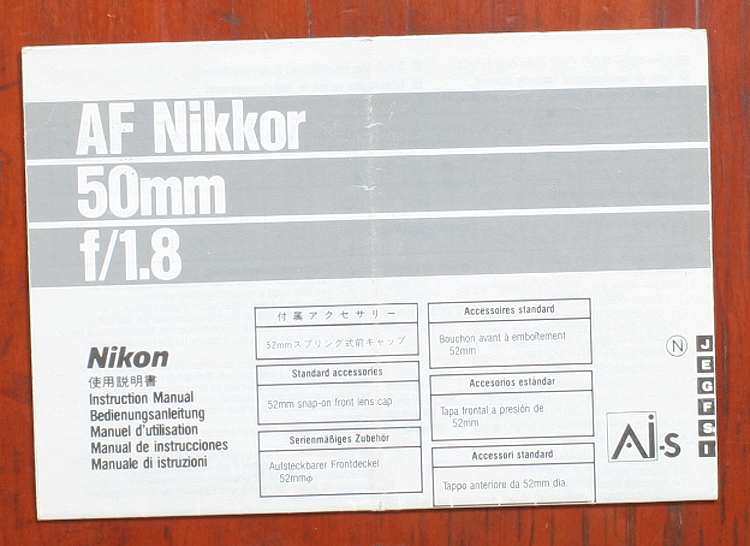 AF Nikkor
50mm
f/1.8
Nikon
使用説明書
Instruction Manual
Bedienungsanleitung
Manuel d'utilisation
Manual de instrucciones
Manuale di istruzioni
付属アクセサリー
52mmスプリング式前キャップ
Standard accessories
52mm snap-on front lens cap
Serienmäßiges Zubehör
Aufsteckbarer Frontdeckel
52mmφ
Accessoires standard
Bouchon avant à emboîtement
52mm
Accesorios estándar
Tapa frontal a presión de
52mm
Accessori standard
Tappo anteriore da 52mm dia.
N
J
E
G
F
S
I
Ai-S